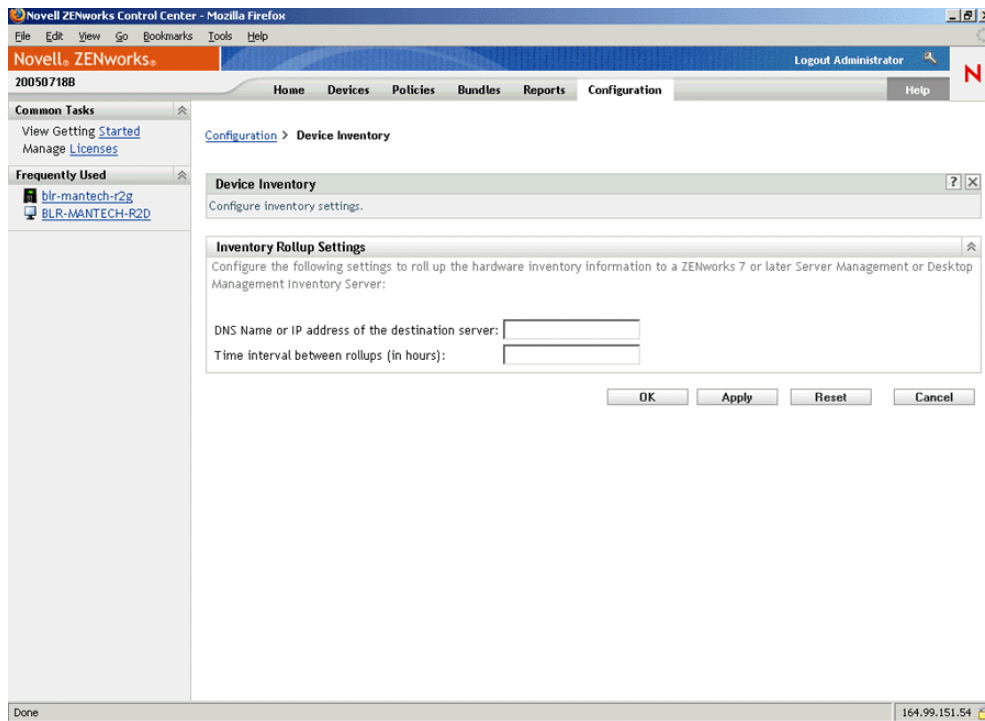 Novell ZENworks Control Center - Mozilla Firefox
File Edit View Go Bookmarks Tools Help
Novell® ZENworks®
Logout Administrator
N
20050718B
Home Devices Policies Bundles Reports Configuration Help
Common Tasks
View Getting Started
Manage Licenses
Frequently Used
blr-mantech-r2g
BLR-MANTECH-R2D
Configuration > Device Inventory
Device Inventory
?
Configure inventory settings.
Inventory Rollup Settings
Configure the following settings to roll up the hardware inventory information to a ZENworks 7 or later Server Management or Desktop
Management Inventory Server:
DNS Name or IP address of the destination server:
Time interval between rollups (in hours):
OK Apply Reset Cancel
Done
164.99.151.54